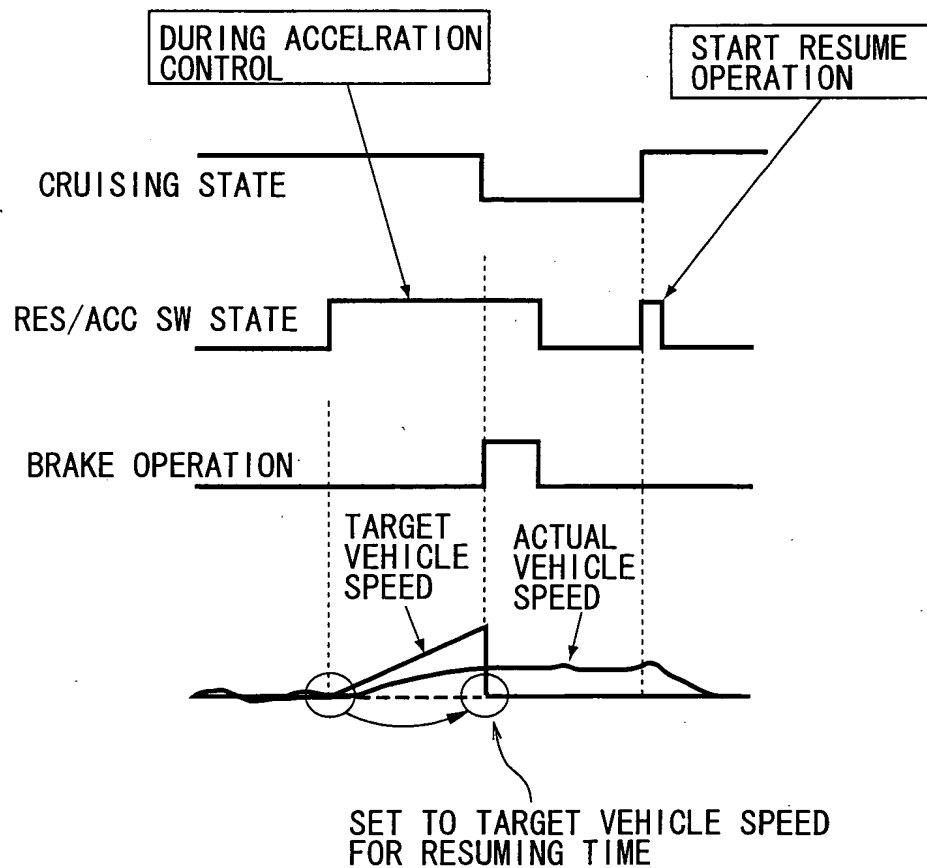 DURING ACCELRATION
CONTROL
START RESUME
OPERATION
CRUISING STATE
RES/ACC SW STATE
BRAKE OPERATION
TARGET
VEHICLE
SPEED
ACTUAL
VEHICLE
SPEED
SET TO TARGET VEHICLE SPEED
FOR RESUMING TIME